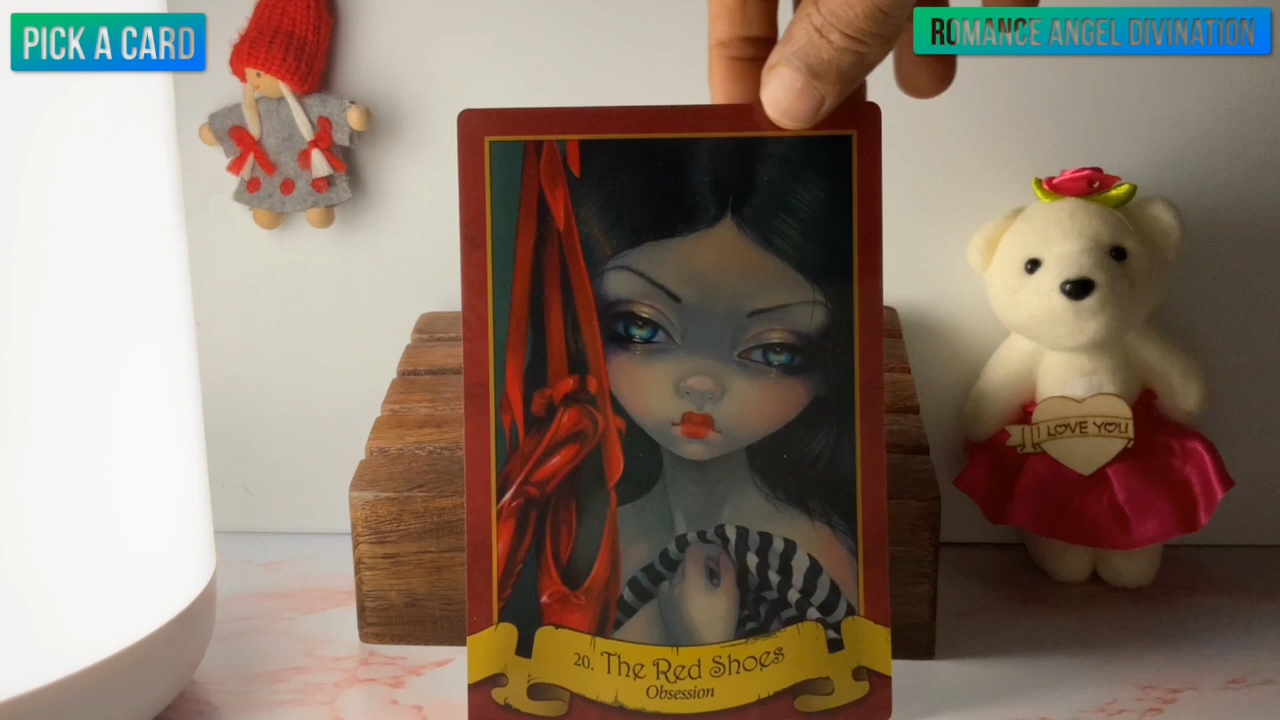 PICK A CARD
ROMANCE ANGEL DIVINATION
I LOVE YOU
20. The Red Shoes
Obsession